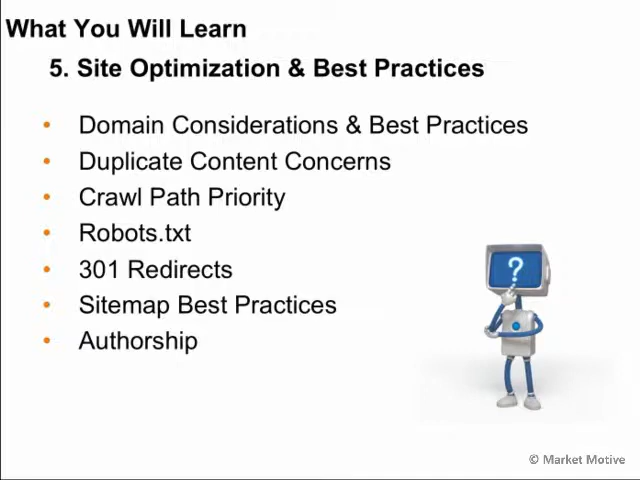 What You Will Learn
5. Site Optimization & Best Practices
• Domain Considerations & Best Practices
• Duplicate Content Concerns
• Crawl Path Priority
• Robots.txt
• 301 Redirects
• Sitemap Best Practices
• Authorship
?
© Market Motive